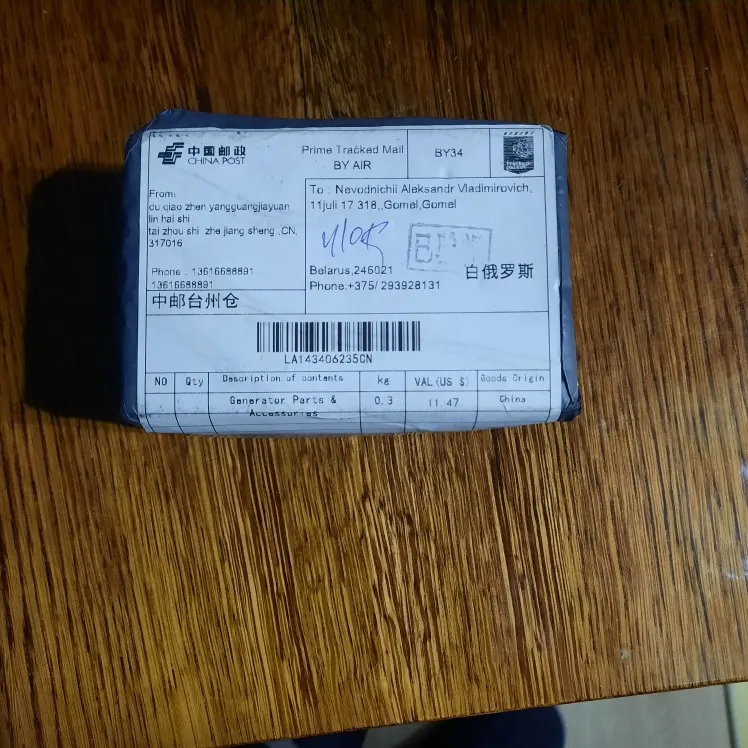 中国邮政
CHINA POST
Prime Tracked Mail
BY AIR
BY34
From:
du qiao zhen yangguangjiayuan
lin hai shi
tai zhou shi zhe jiang sheng ,CN,
317016
Phone : 13616688891
13616688891
中邮台州仓
To : Nevodnichii Aleksandr Vladimirovich,
11juli 17 318,,Gomel,Gomel
Belarus,246021
白俄罗斯
Phone:+375/ 293928131
LA143406235CN
NO Qty Description of contents kg VAL(US $) Goods Origin
Generator Parts & 0.3 11.47 China
Accessories